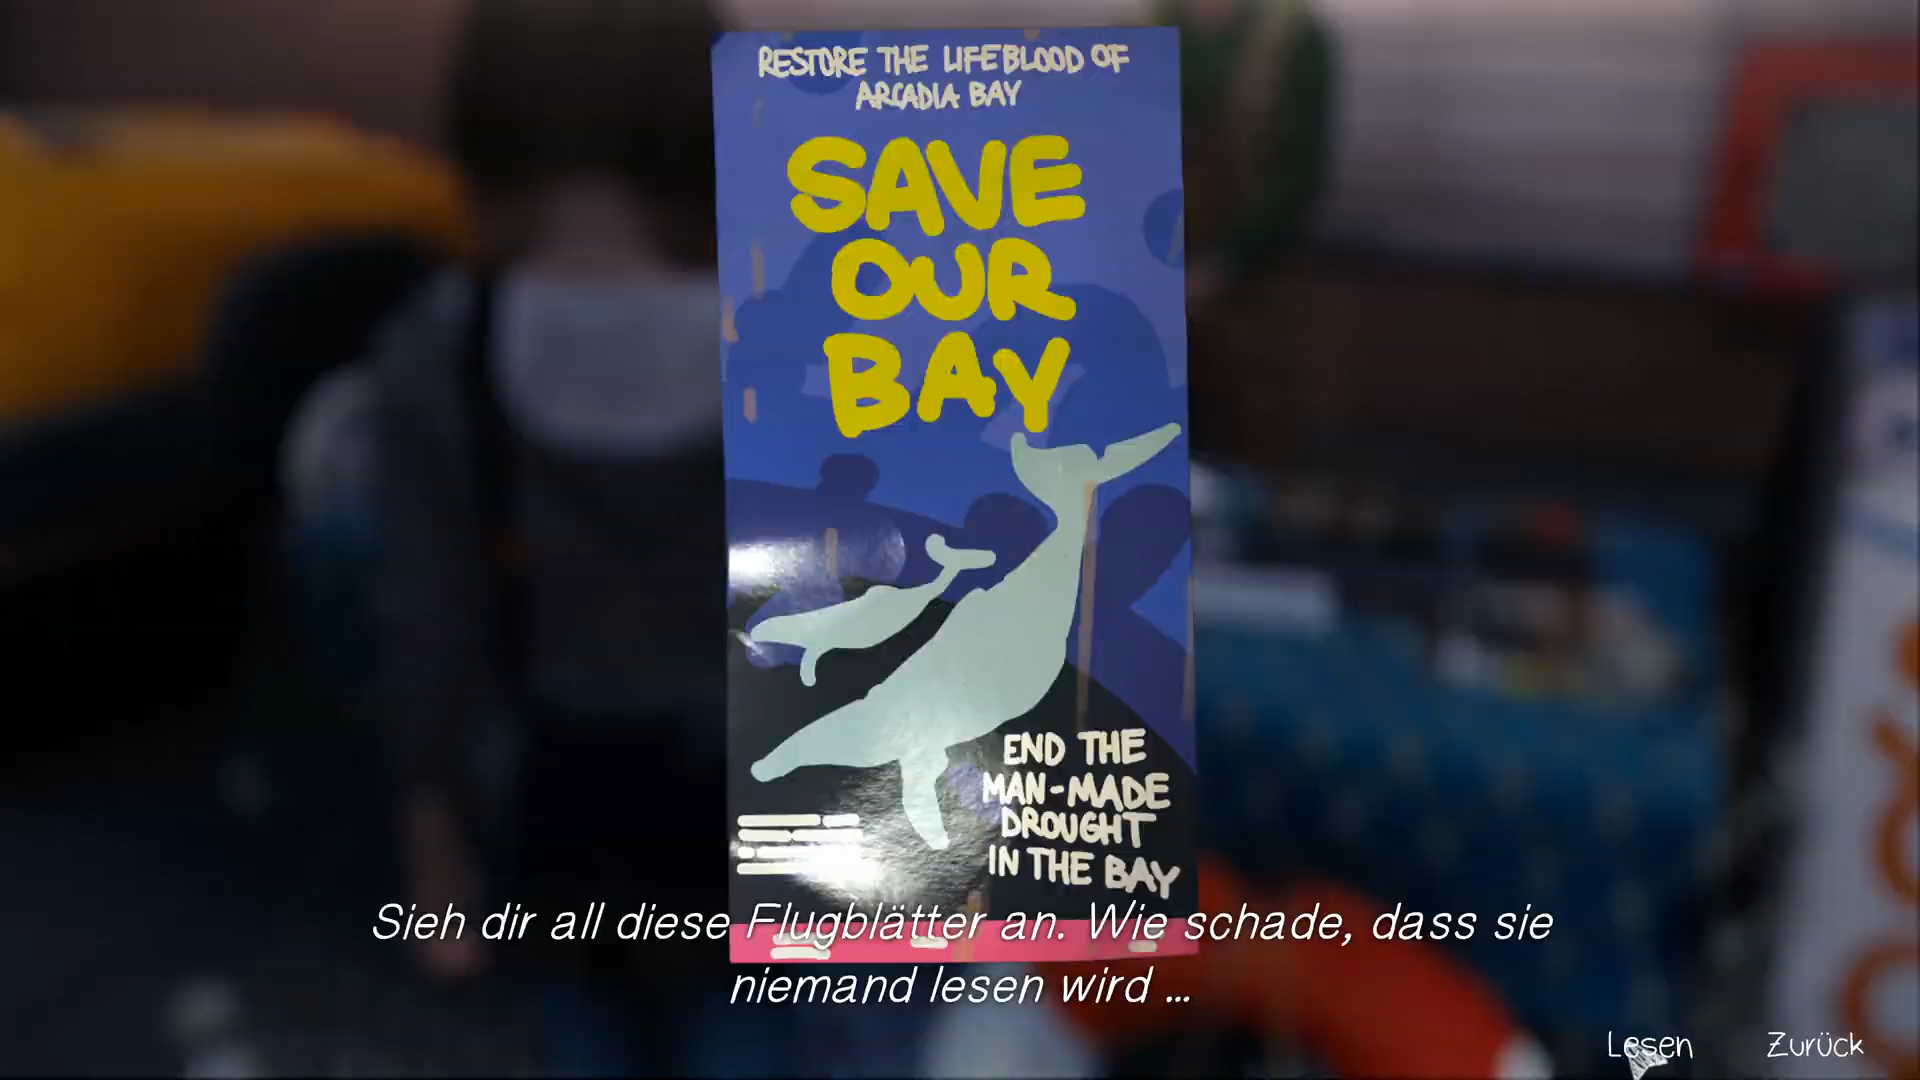 RESTORE THE LIFEBLOOD OF
ARCADIA BAY
SAVE
OUR
BAY
END THE
MAN-MADE
DROUGHT
IN THE BAY
Sieh dir all diese Flugblätter an. Wie schade, dass sie
niemand lesen wird ...
Lesen Zurück